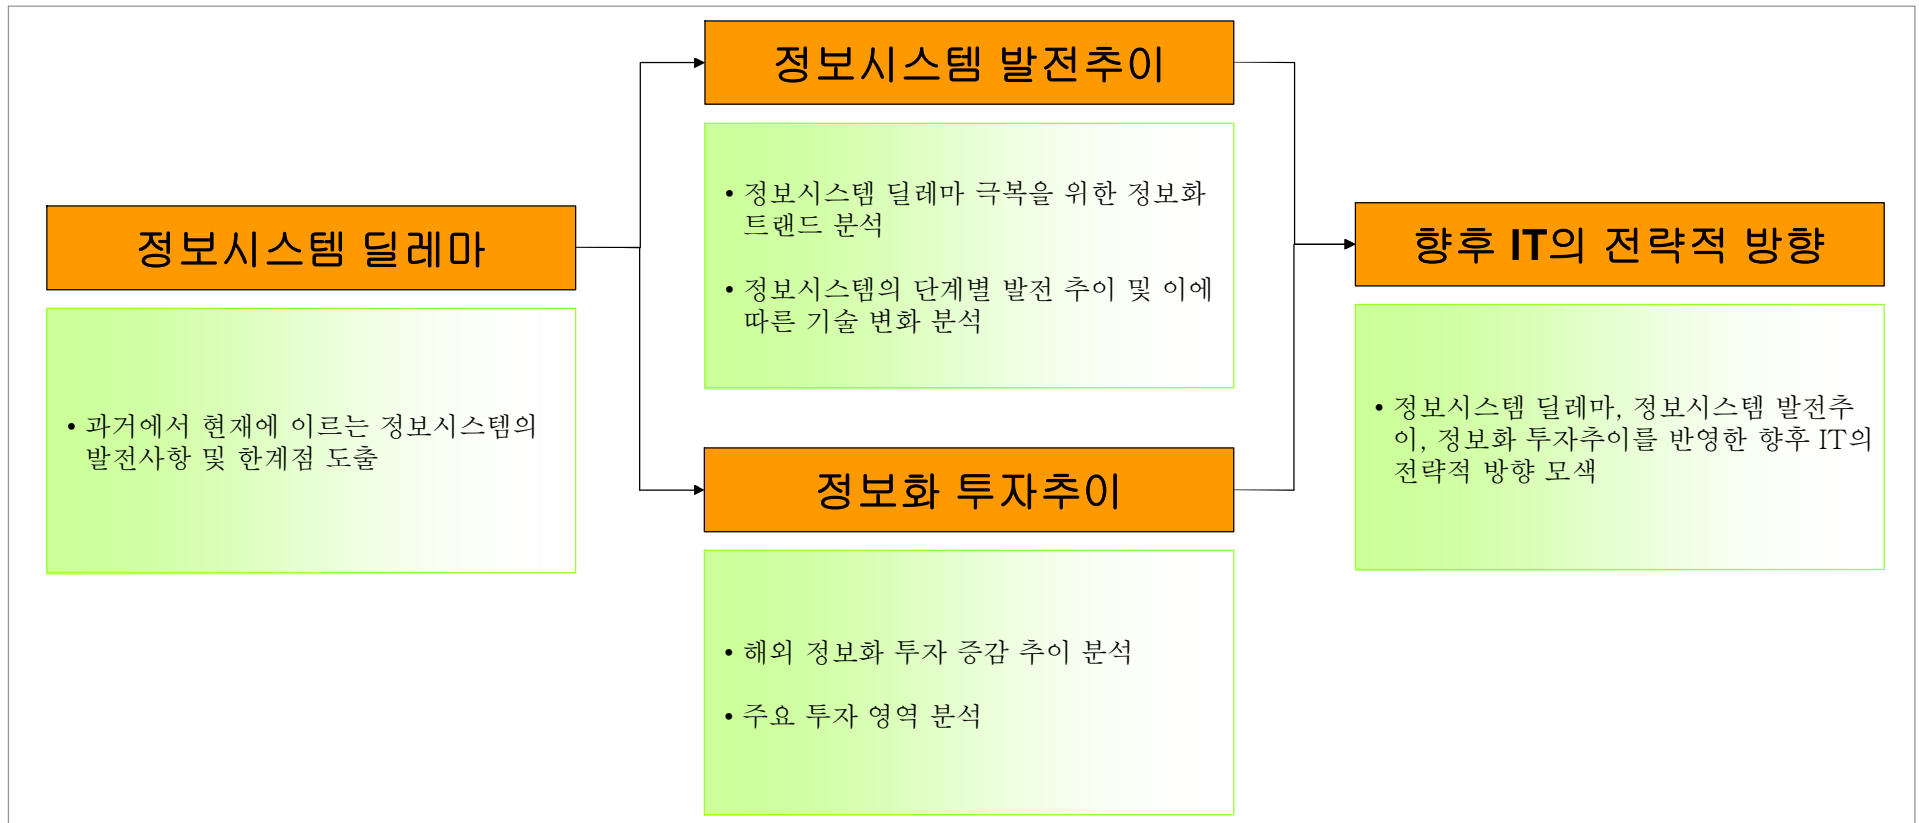 정보시스템 딜레마
• 과거에서 현재에 이르는 정보시스템의
발전사항 및 한계점 도출
정보시스템 발전추이
• 정보시스템 딜레마 극복을 위한 정보화
트랜드 분석
• 정보시스템의 단계별 발전 추이 및 이에
따른 기술 변화 분석
정보화 투자추이
• 해외 정보화 투자 증감 추이 분석
• 주요 투자 영역 분석
향후 IT의 전략적 방향
• 정보시스템 딜레마, 정보시스템 발전추
이, 정보화 투자추이를 반영한 향후 IT의
전략적 방향 모색